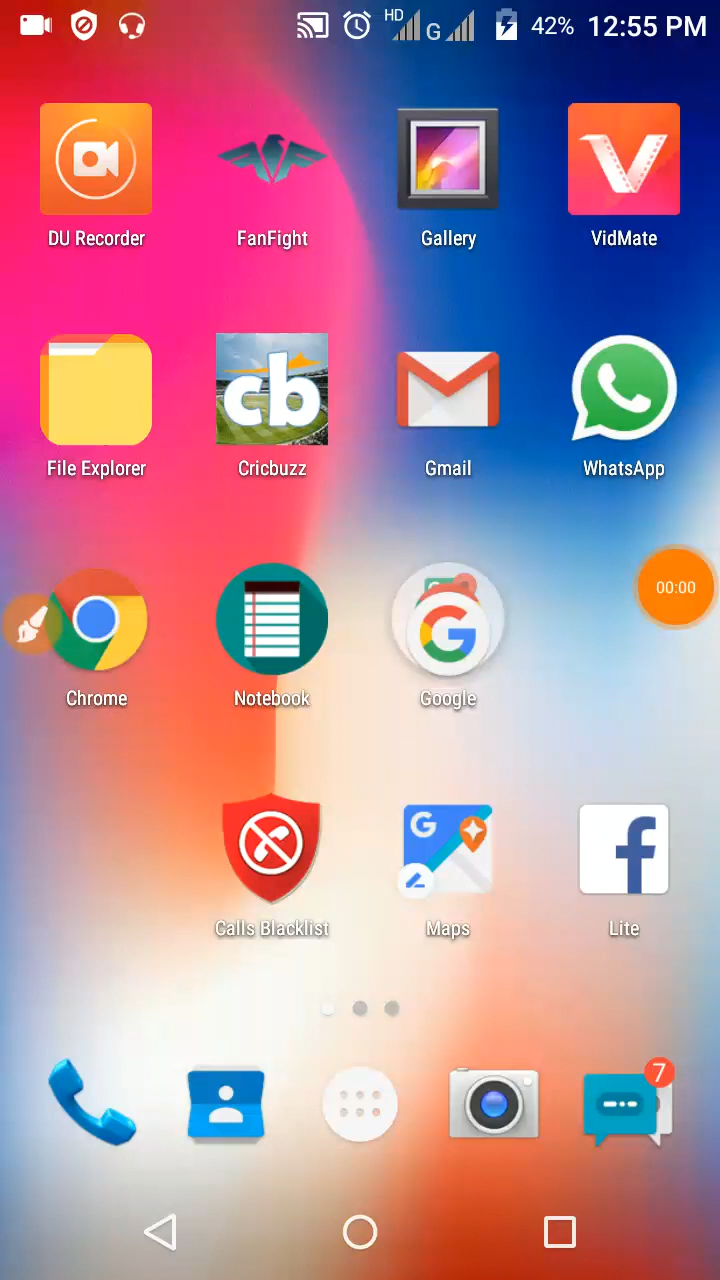 HD G 42% 12:55 PM
DU Recorder FanFight Gallery VidMate
cb
File Explorer Cricbuzz Gmail WhatsApp
00:00
G
Chrome Notebook Google
G f
Calls Blacklist Maps Lite
7